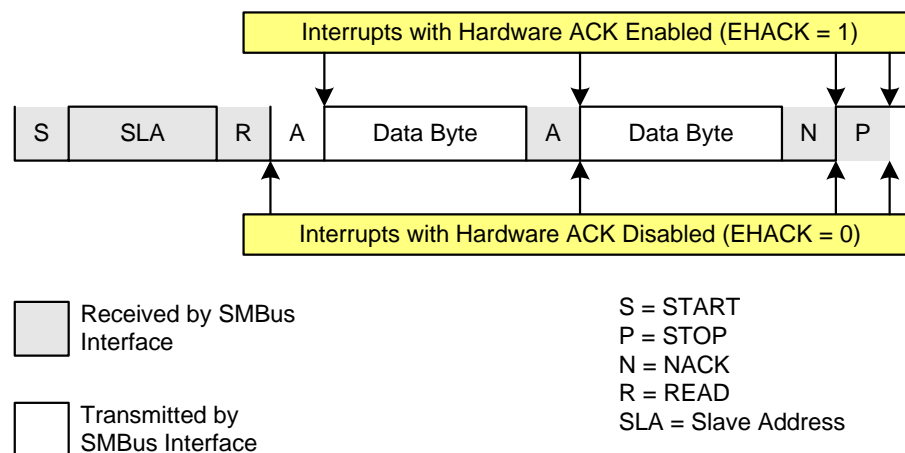 Interrupts with Hardware ACK Enabled (EHACK = 1)
S SLA R A Data Byte A Data Byte N P
Interrupts with Hardware ACK Disabled (EHACK = 0)
Received by SMBus
Interface
Transmitted by
SMBus Interface
S = START
P = STOP
N = NACK
R = READ
SLA = Slave Address